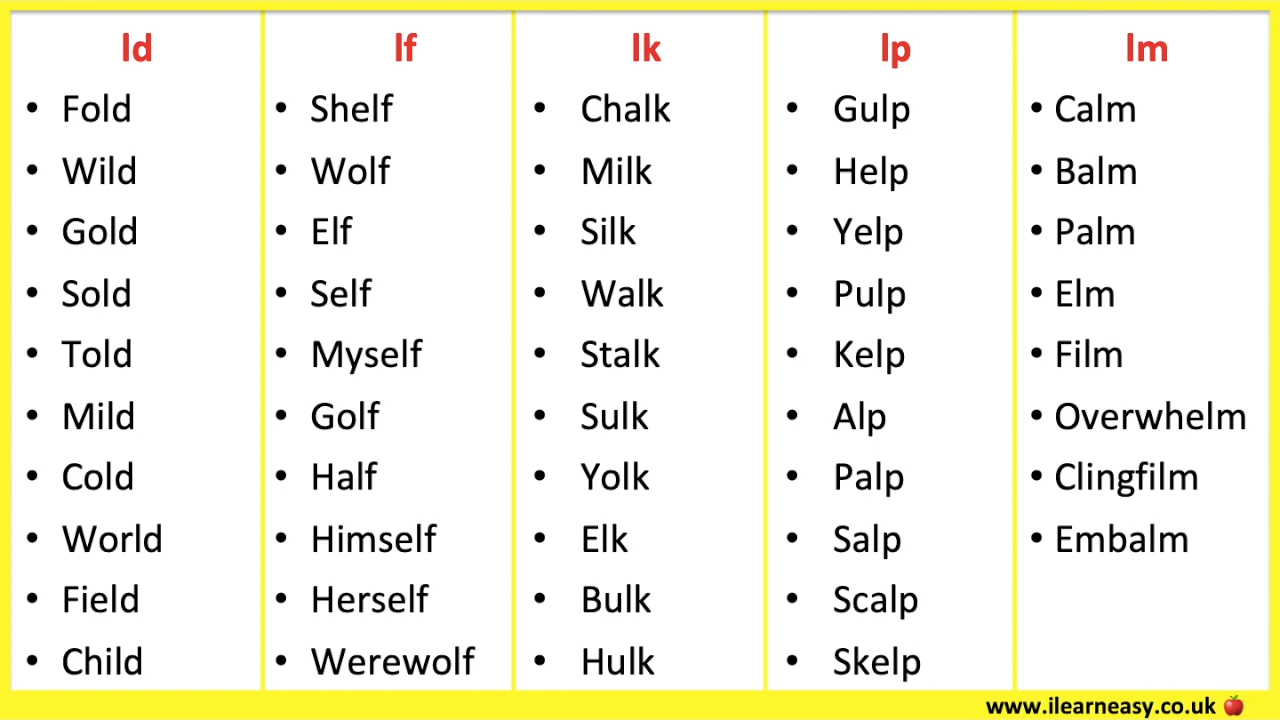 ld
• Fold
• Wild
• Gold
• Sold
• Told
• Mild
• Cold
• World
• Field
• Child
lf
• Shelf
• Wolf
• Elf
• Self
• Myself
• Golf
• Half
• Himself
• Herself
• Werewolf
lk
• Chalk
• Milk
• Silk
• Walk
• Stalk
• Sulk
• Yolk
• Elk
• Bulk
• Hulk
lp
• Gulp
• Help
• Yelp
• Pulp
• Kelp
• Alp
• Palp
• Salp
• Scalp
• Skelp
lm
• Calm
• Balm
• Palm
• Elm
• Film
• Overwhelm
• Clingfilm
• Embalm
www.ilearneasy.co.uk